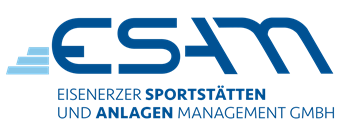 ESAM
EISENERZER SPORTSTÄTTEN
UND ANLAGEN MANAGEMENT GMBH